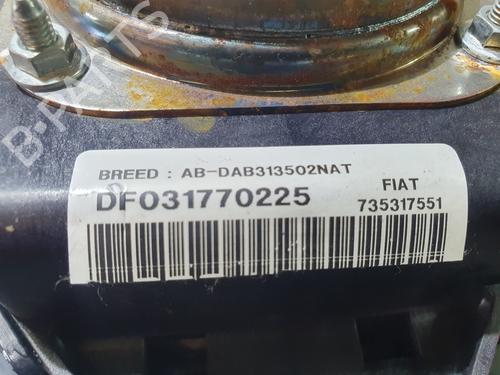 BREED : AB-DAB313502NAT
DF031770225
FIAT
735317551
B-PARTS